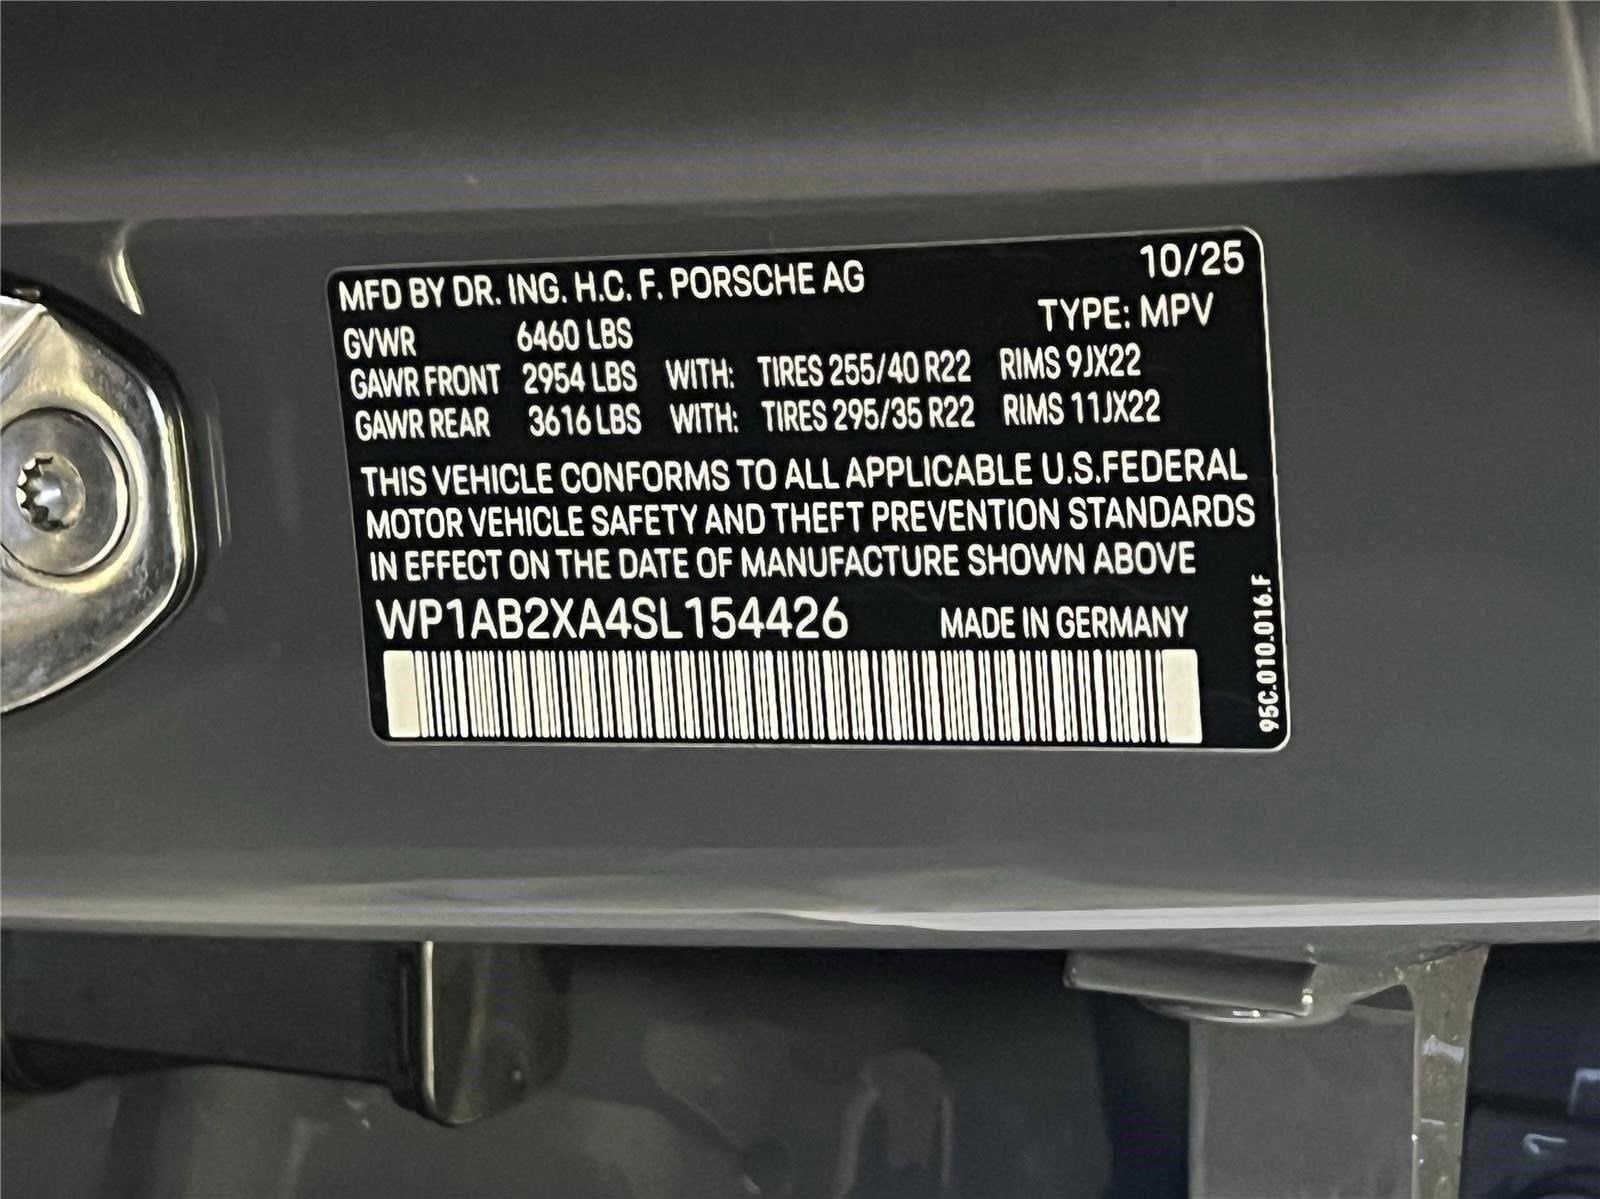 MFD BY DR. ING. H.C. F. PORSCHE AG 10/25
GVWR 6460 LBS TYPE: MPV
GAWR FRONT 2954 LBS WITH: TIRES 255/40 R22 RIMS 9JX22
GAWR REAR 3616 LBS WITH: TIRES 295/35 R22 RIMS 11JX22
THIS VEHICLE CONFORMS TO ALL APPLICABLE U.S.FEDERAL
MOTOR VEHICLE SAFETY AND THEFT PREVENTION STANDARDS
IN EFFECT ON THE DATE OF MANUFACTURE SHOWN ABOVE
WP1AB2XA4SL154426 MADE IN GERMANY
95C.010.016.F